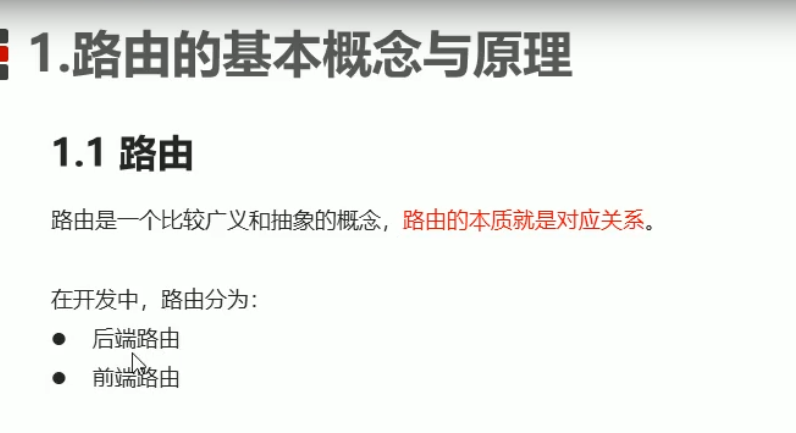 1.路由的基本概念与原理
1.1 路由
路由是一个比较广义和抽象的概念，路由的本质就是对应关系。
在开发中，路由分为：
● 后端路由
● 前端路由